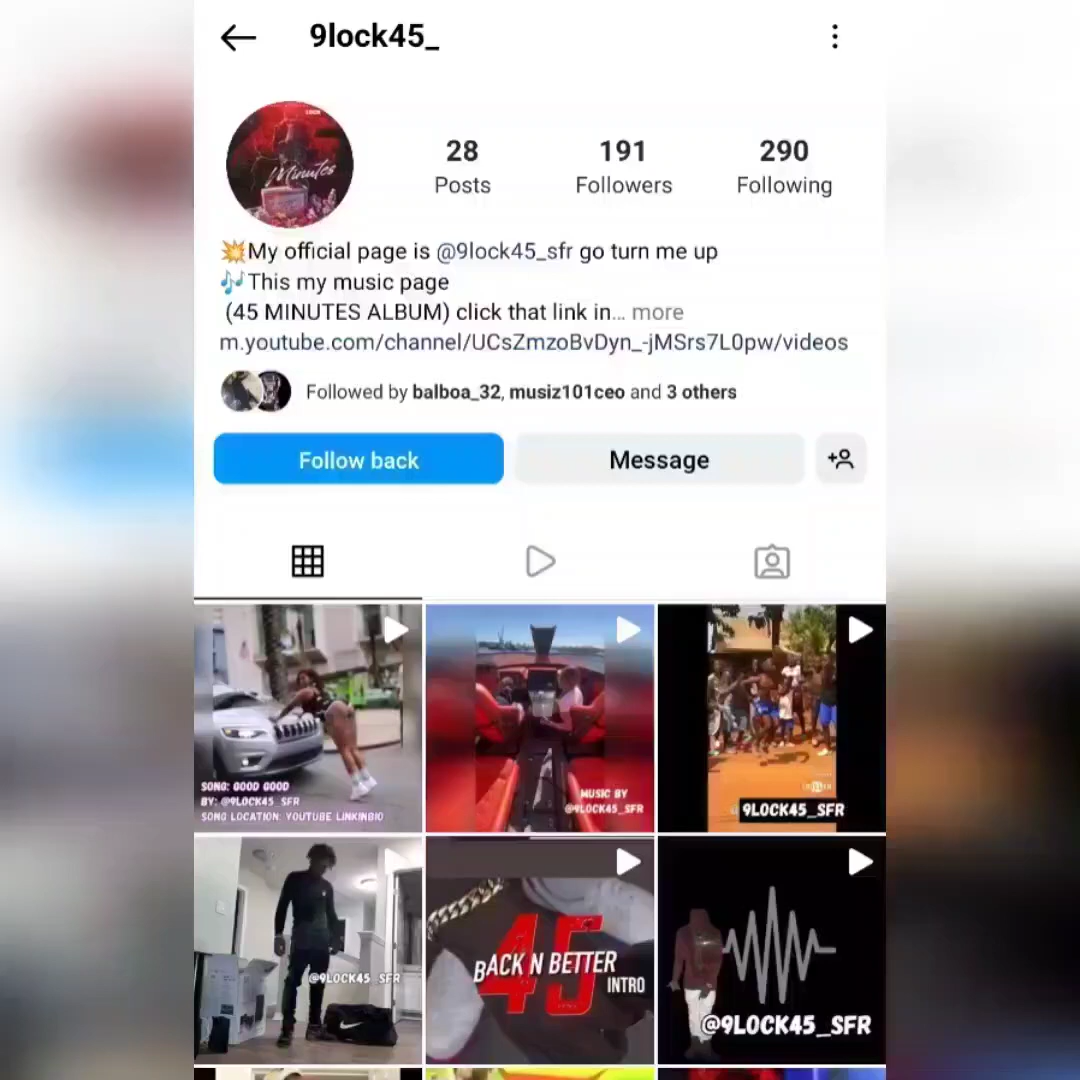 9lock45_
Minutes
28
191
290
Posts
Followers
Following
💥My official page is @9lock45_sfr go turn me up
🎶This my music page
(45 MINUTES ALBUM) click that link in... more
m.youtube.com/channel/UCsZmzoBvDyn_-jMSrs7L0pw/videos
Followed by balboa_32, musiz101ceo and 3 others
Follow back
Message
SONG: GOOD GOOD
BY: @9LOCK45_SFR
SONG LOCATION: YOUTUBE LINKINBIO
MUSIC BY
@9LOCK45_SFR
9LOCK45_SFR
@9LOCK45_SFR
45
BACK N BETTER
INTRO
@9LOCK45_SFR